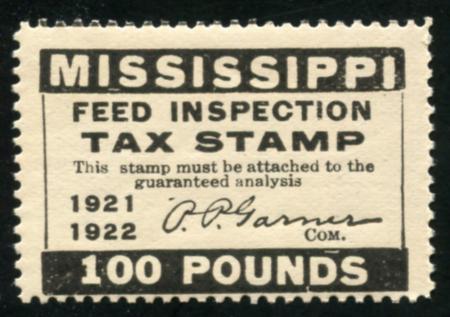 MISSISSIPPI
FEED INSPECTION
TAX STAMP
This stamp must be attached to the
guaranteed analysis
1921
1922
P. P. Garner
COM.
100 POUNDS